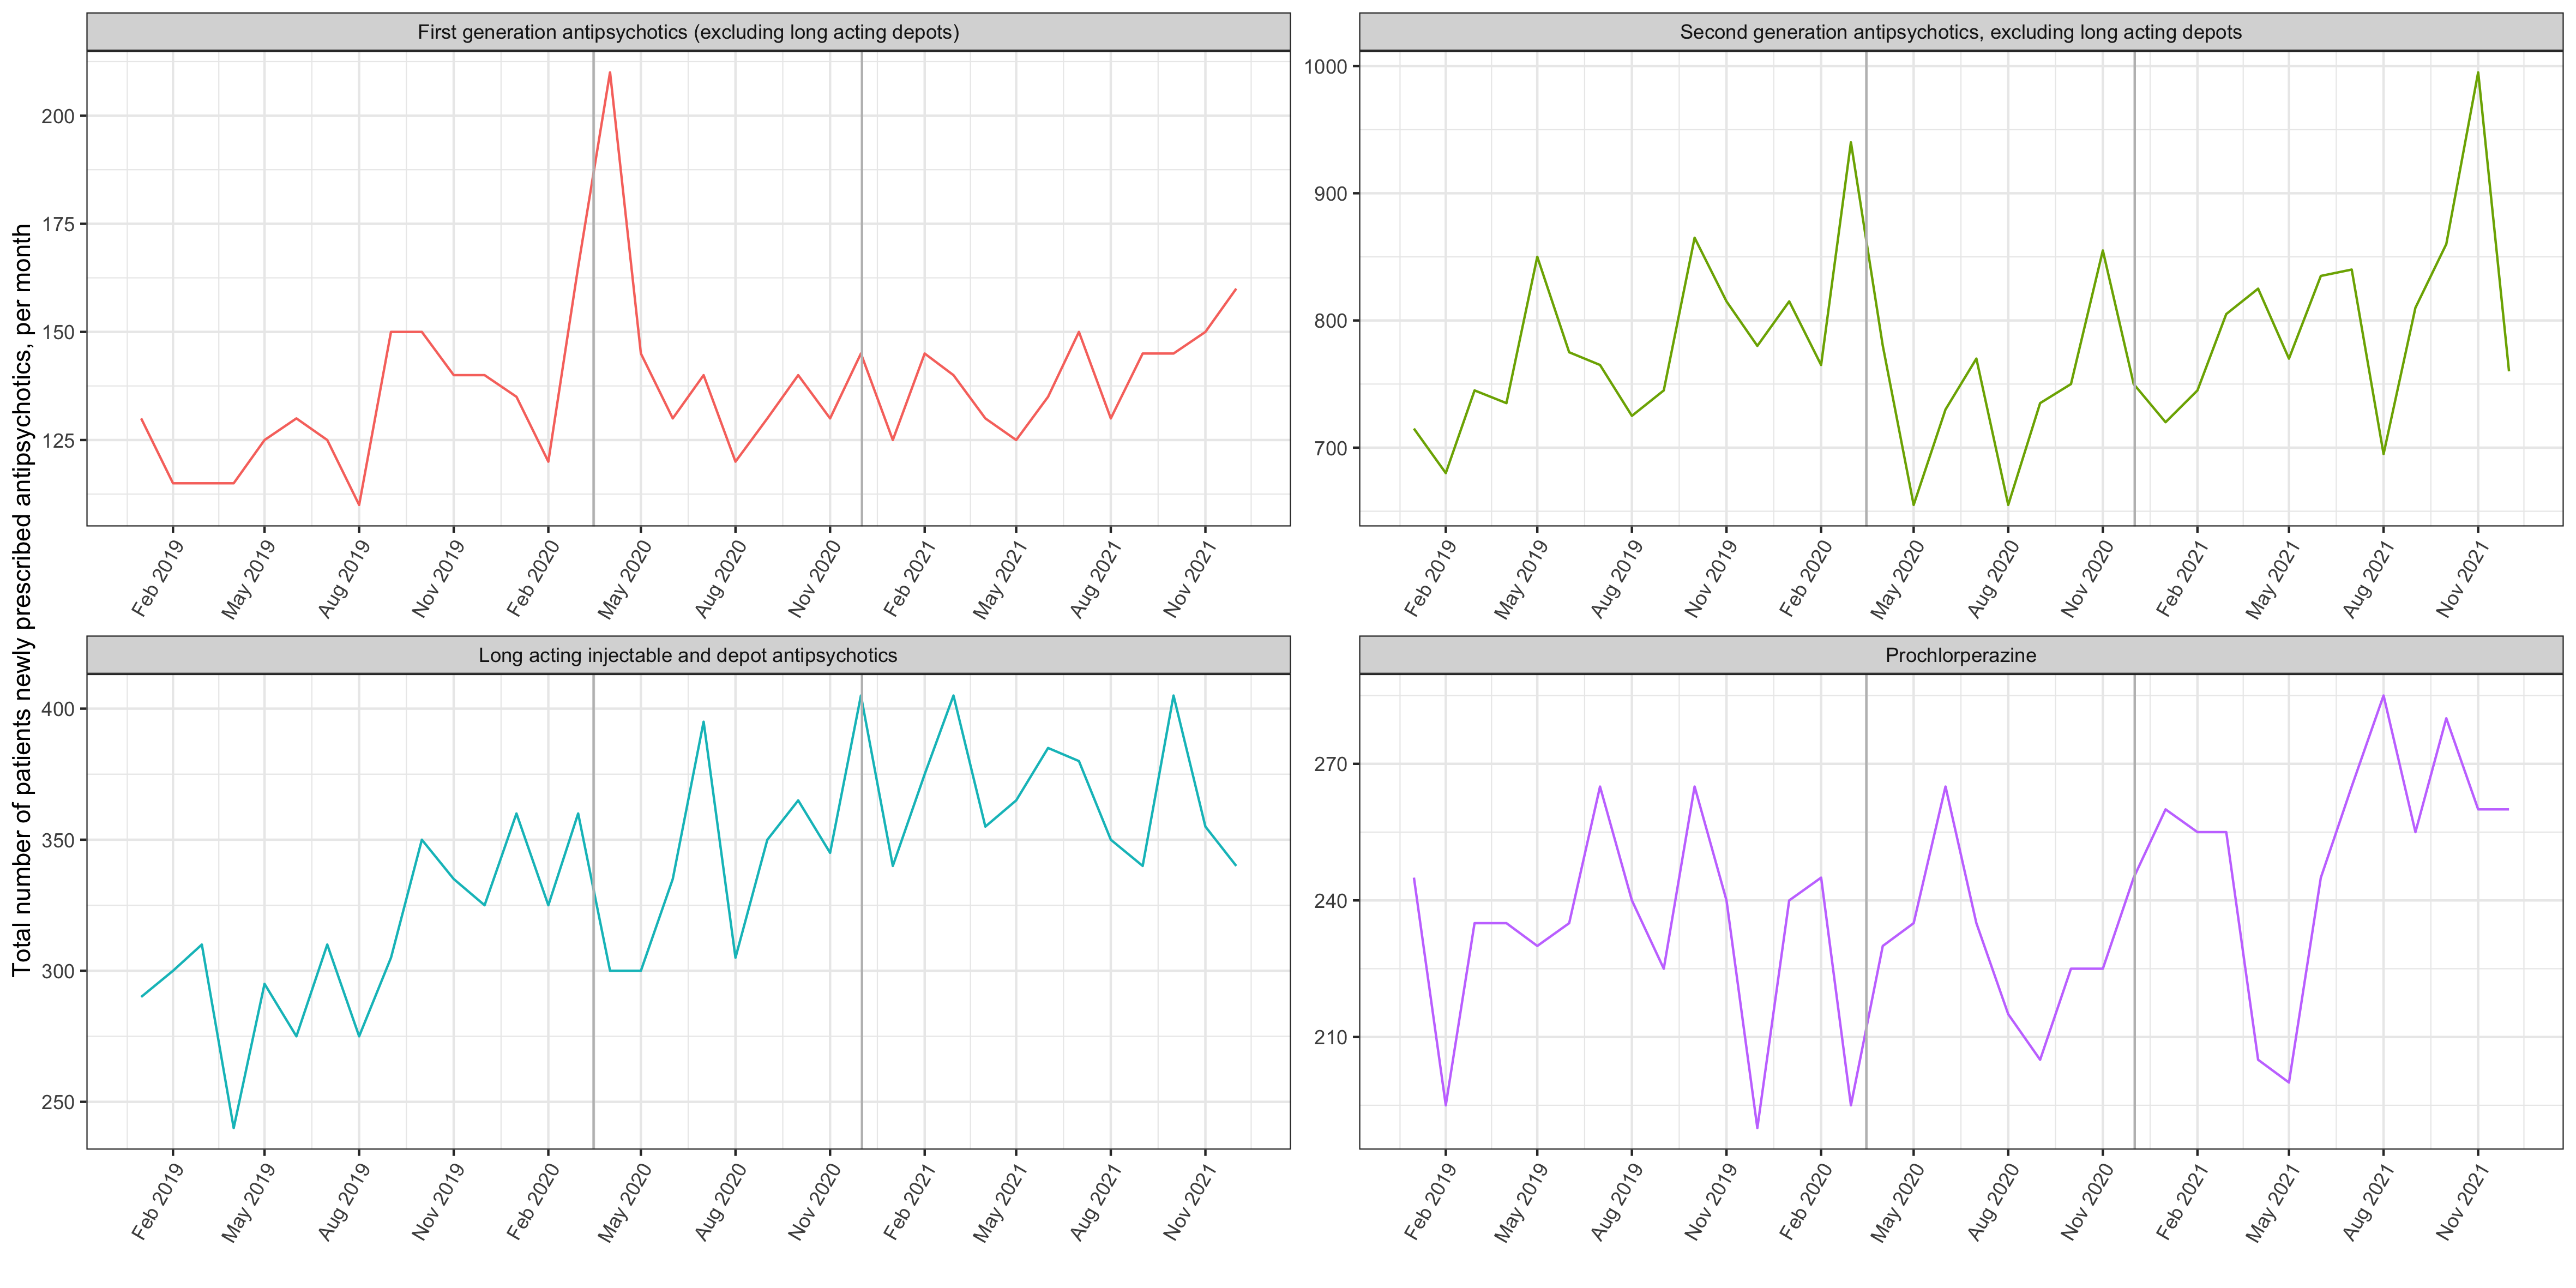 Total number of patients newly prescribed antipsychotics, per month
First generation antipsychotics (excluding long acting depots)
200
175
150
125
Feb 2019 May 2019 Aug 2019 Nov 2019 Feb 2020 May 2020 Aug 2020 Nov 2020 Feb 2021 May 2021 Aug 2021 Nov 2021
Second generation antipsychotics, excluding long acting depots
1000
900
800
700
Feb 2019 May 2019 Aug 2019 Nov 2019 Feb 2020 May 2020 Aug 2020 Nov 2020 Feb 2021 May 2021 Aug 2021 Nov 2021
Long acting injectable and depot antipsychotics
400
350
300
250
Feb 2019 May 2019 Aug 2019 Nov 2019 Feb 2020 May 2020 Aug 2020 Nov 2020 Feb 2021 May 2021 Aug 2021 Nov 2021
Prochlorperazine
270
240
210
Feb 2019 May 2019 Aug 2019 Nov 2019 Feb 2020 May 2020 Aug 2020 Nov 2020 Feb 2021 May 2021 Aug 2021 Nov 2021